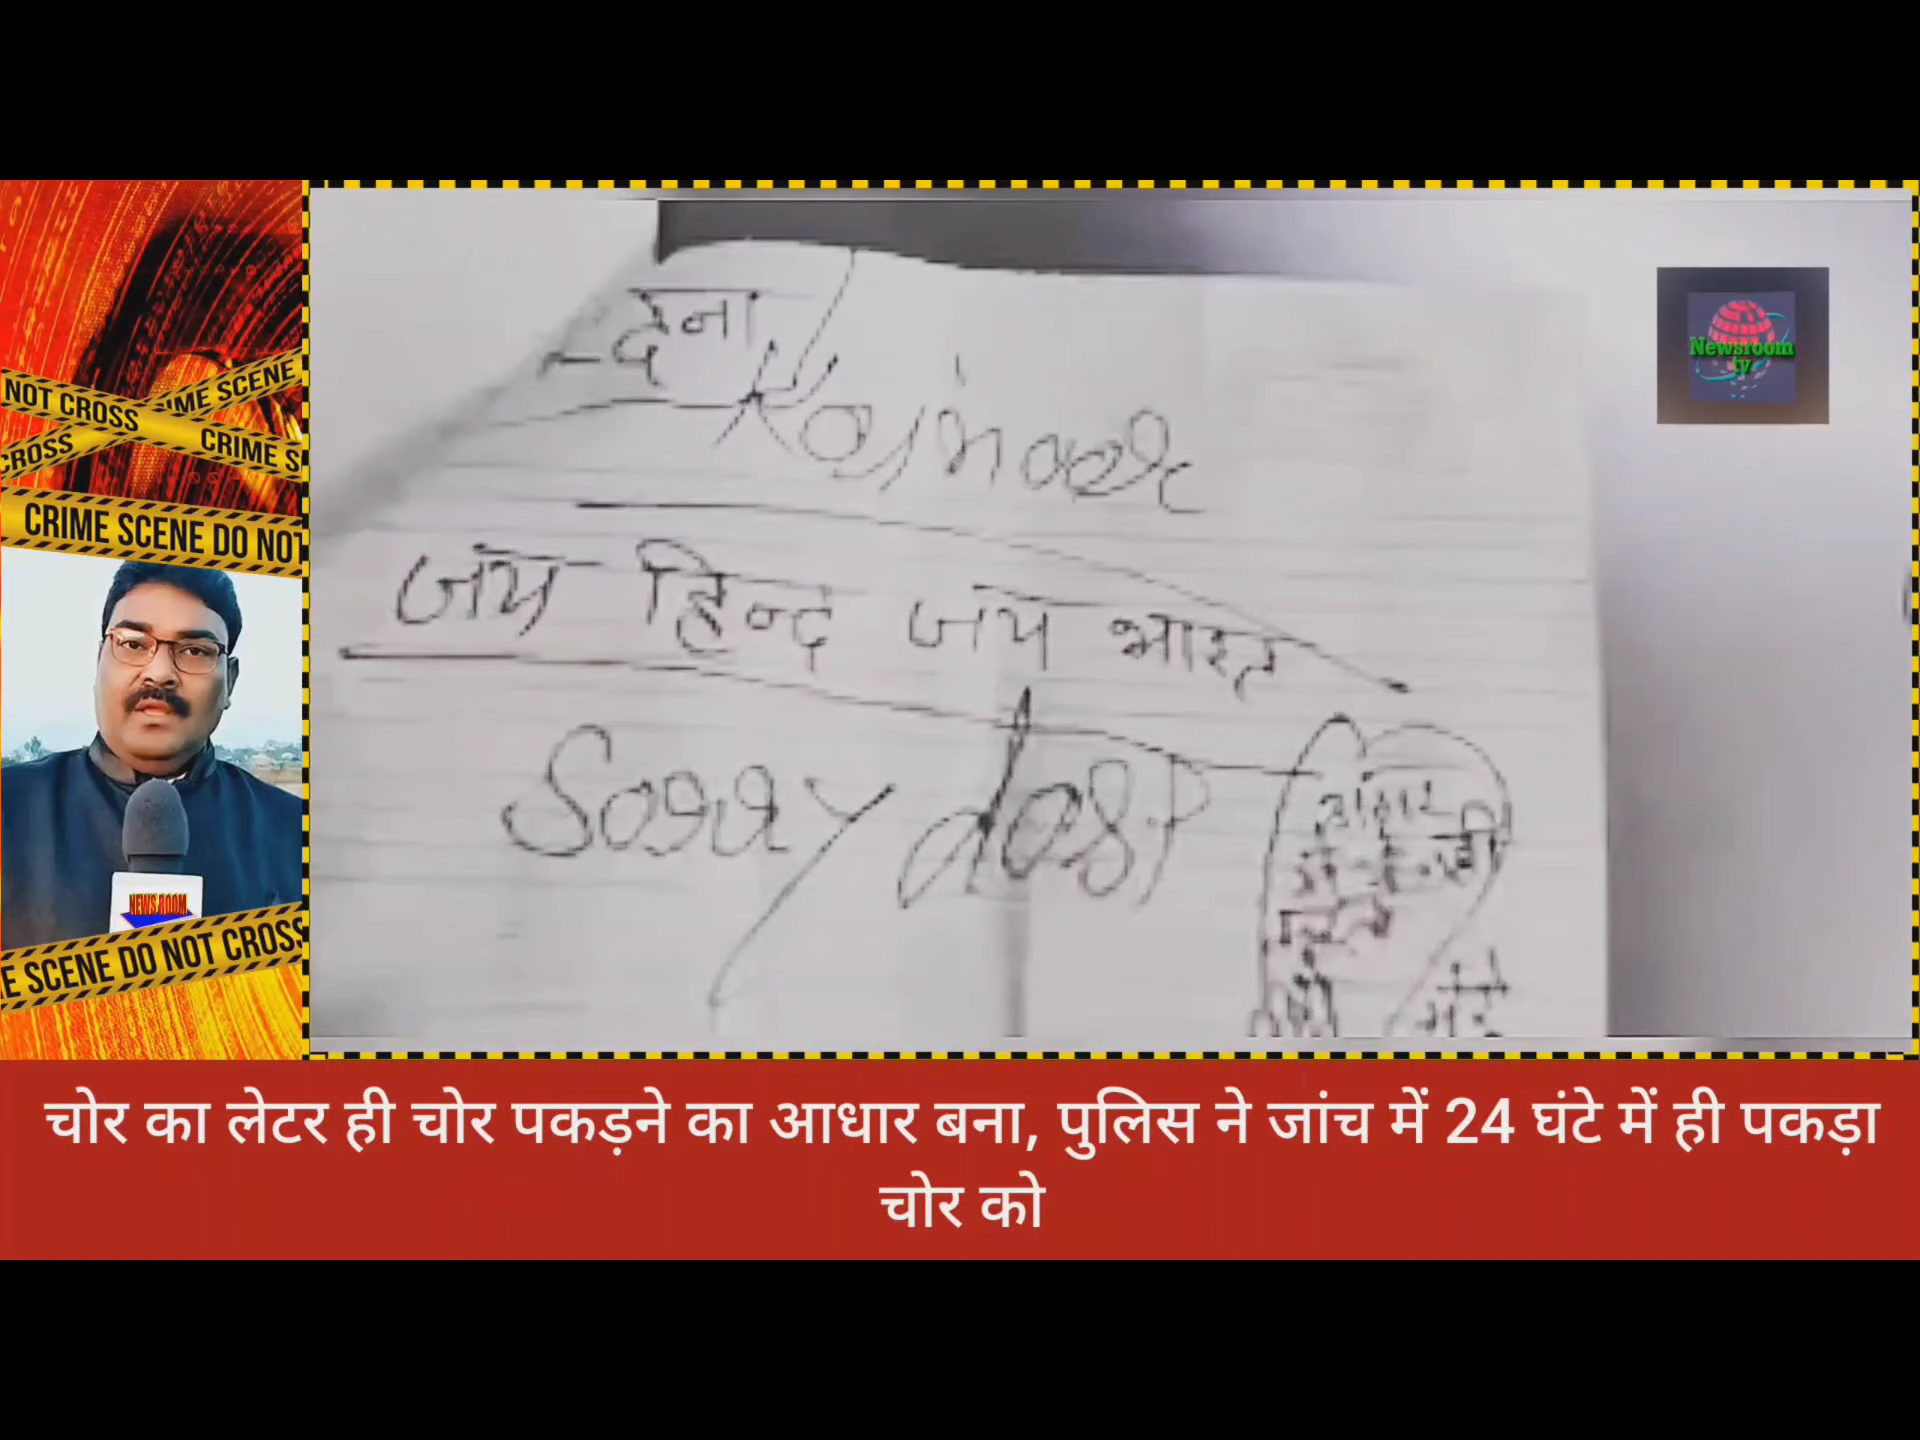 देना
जय हिन्द जय भारत
Sorry dost
Newsroom
tv
NOT CROSS
CRIME SCENE
CROSS
CRIME S
CRIME SCENE DO NOT
NEWS ROOM
E SCENE DO NOT CROSS
चोर का लेटर ही चोर पकड़ने का आधार बना, पुलिस ने जांच में 24 घंटे में ही पकड़ा
चोर को